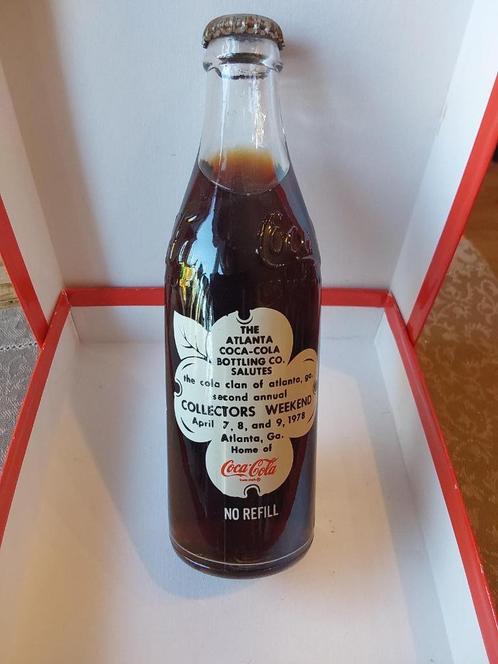 Coca
THE
ATLANTA
COCA-COLA
BOTTLING CO.
SALUTES
the cola clan of atlanta, ga.
second annual
COLLECTORS WEEKEND
April 7, 8, and 9, 1978
Atlanta, Ga.
Home of
Coca-Cola
NO REFILL